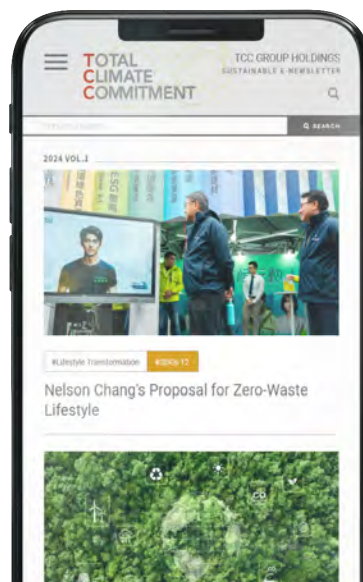 TOTAL
CLIMATE
COMMITMENT
TCC GROUP HOLDINGS
SUSTAINABLE E-NEWSLETTER
SEARCH
2024 VOL.1
ESG
#Lifestyle Transformation
#SDGs 12
Nelson Chang's Proposal for Zero-Waste
Lifestyle